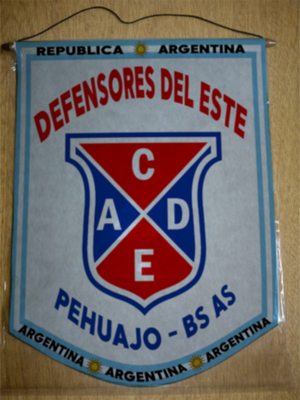 REPUBLICA ARGENTINA
DEFENSORES DEL ESTE
C
A D
E
PEHUAJO - BS AS
ARGENTINA ARGENTINA ARGENTINA